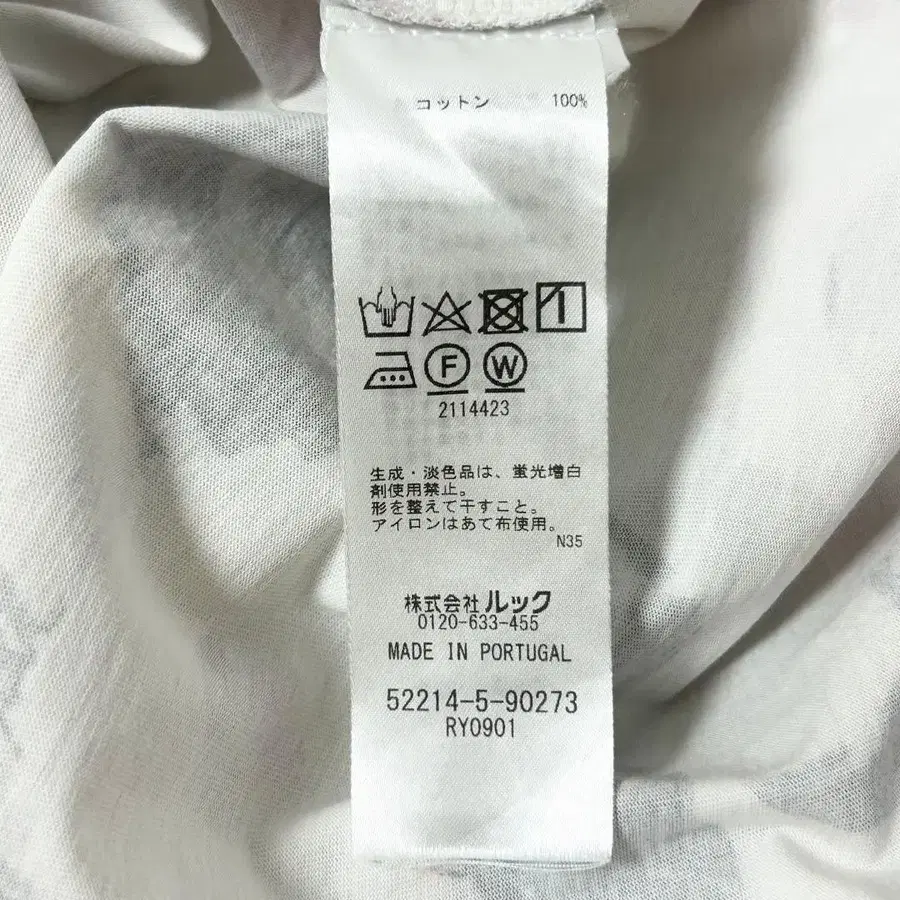 コットン 100%
F W
2114423
生成・淡色品は、蛍光増白
剤使用禁止。
形を整えて干すこと。
アイロンはあて布使用。
N35
株式会社 ルック
0120-633-455
MADE IN PORTUGAL
52214-5-90273
RY0901